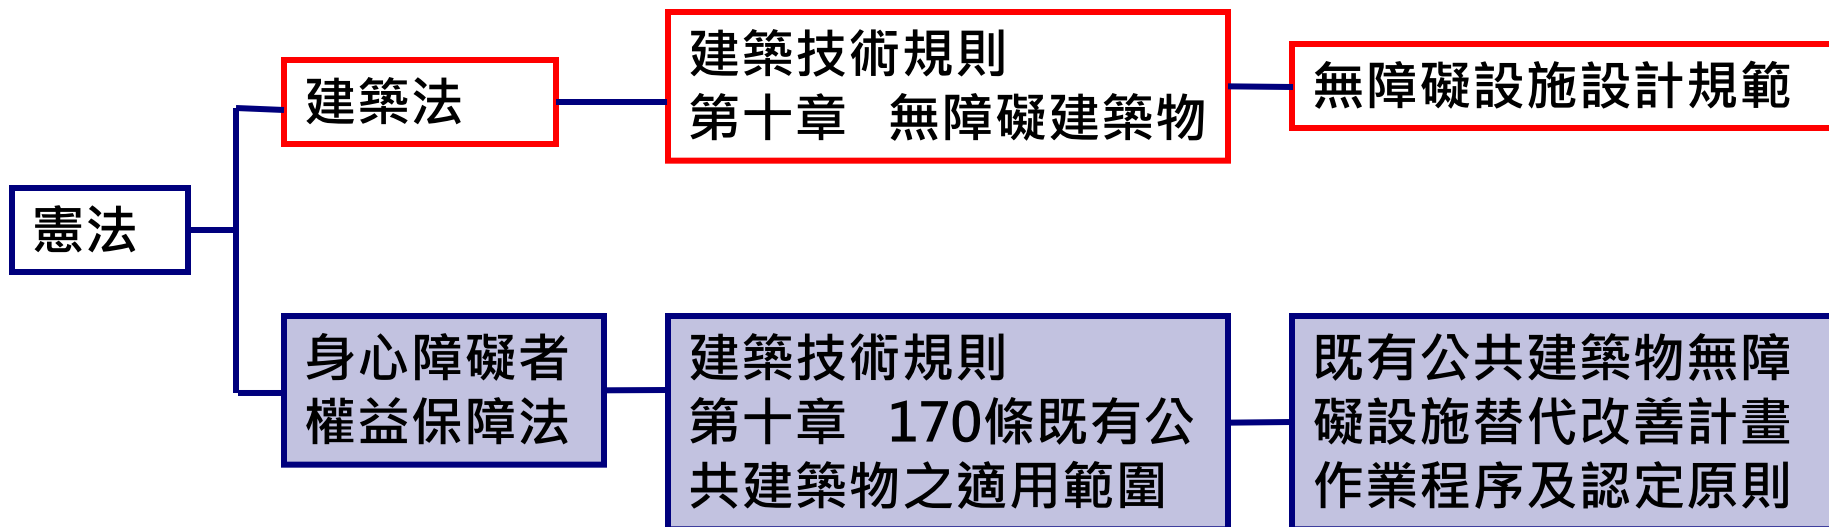 憲法
建築法
建築技術規則
第十章 無障礙建築物
無障礙設施設計規範
身心障礙者
權益保障法
建築技術規則
第十章 170條既有公
共建築物之適用範圍
既有公共建築物無障
礙設施替代改善計畫
作業程序及認定原則